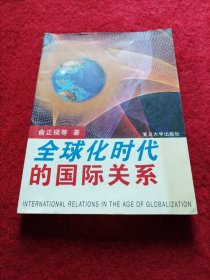 俞正樑等 著
复旦大学出版社
全球化时代
的国际关系
INTERNATIONAL RELATIONS IN THE AGE OF GLOBALIZATION